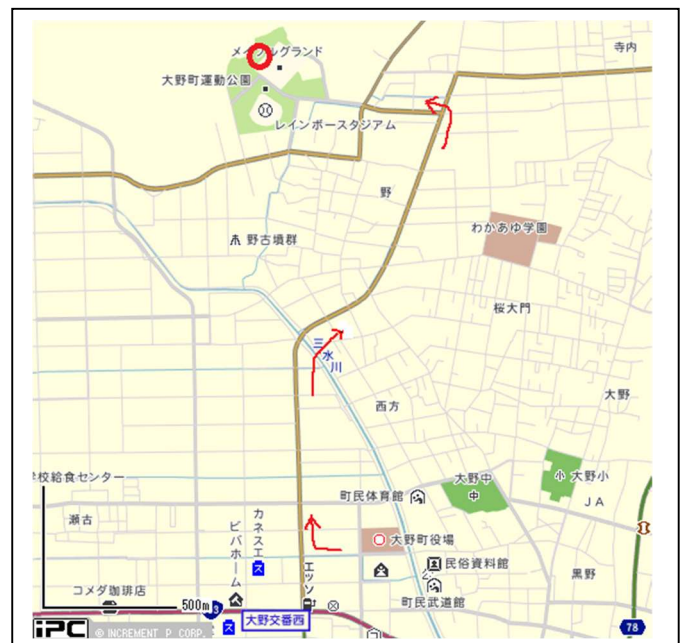 メイプルグランド
寺内
大野町運動公園
レインボースタジアム
野
わかあゆ学園
野古墳群
桜大門
三水川
大野
西方
学校給食センター
大野中
中
小 大野小
町民体育館
JA
瀬古
カネスエ
ビバホーム
大野町役場
エッソ
民俗資料館
黒野
コメダ珈琲店
500m
町民武道館
大野交番西
78
iPC © INCREMENT P CORP.